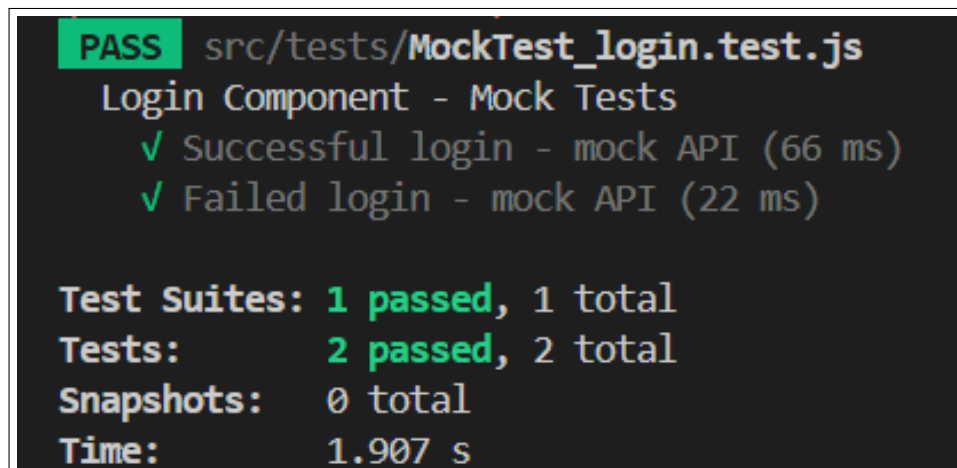 PASS src/tests/MockTest_login.test.js
Login Component - Mock Tests
√ Successful login - mock API (66 ms)
√ Failed login - mock API (22 ms)
Test Suites: 1 passed, 1 total
Tests: 2 passed, 2 total
Snapshots: 0 total
Time: 1.907 s